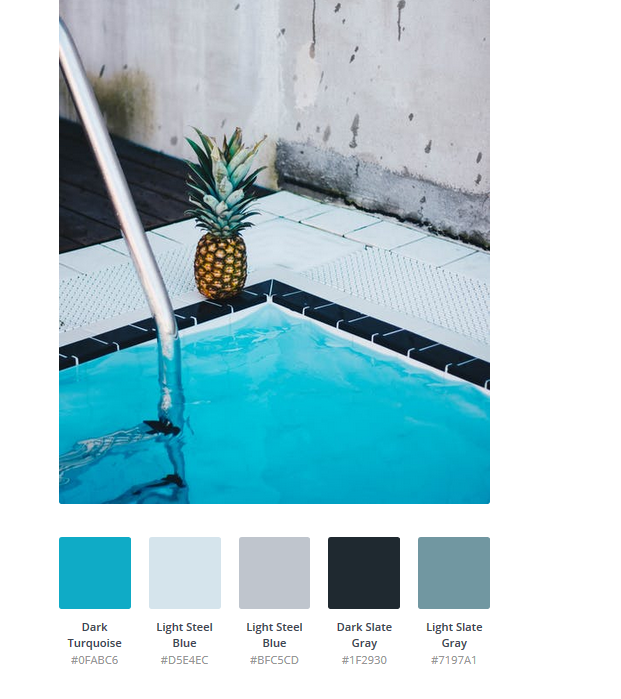 Dark
Turquoise
#0FABC6
Light Steel
Blue
#D5E4EC
Light Steel
Blue
#BFC5CD
Dark Slate
Gray
#1F2930
Light Slate
Gray
#7197A1